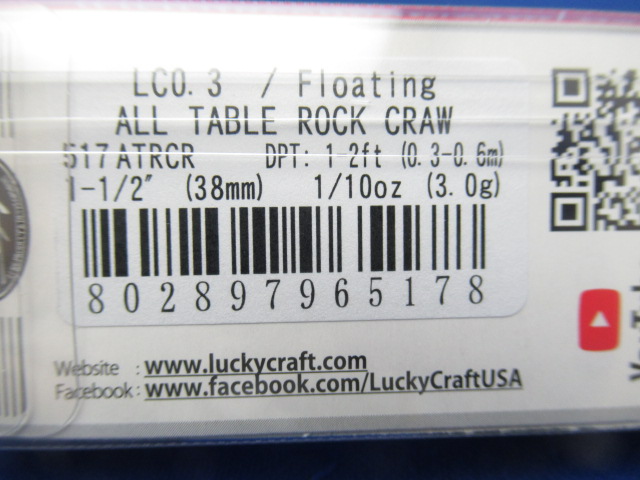 LC0.3 / Floating
ALL TABLE ROCK CRAW
517ATRCR DPT: 1-2ft (0.3-0.6m)
1-1/2″ (38mm) 1/10oz (3.0g)
802897965178
Website : www.luckycraft.com
Facebook: www.facebook.com/LuckyCraftUSA